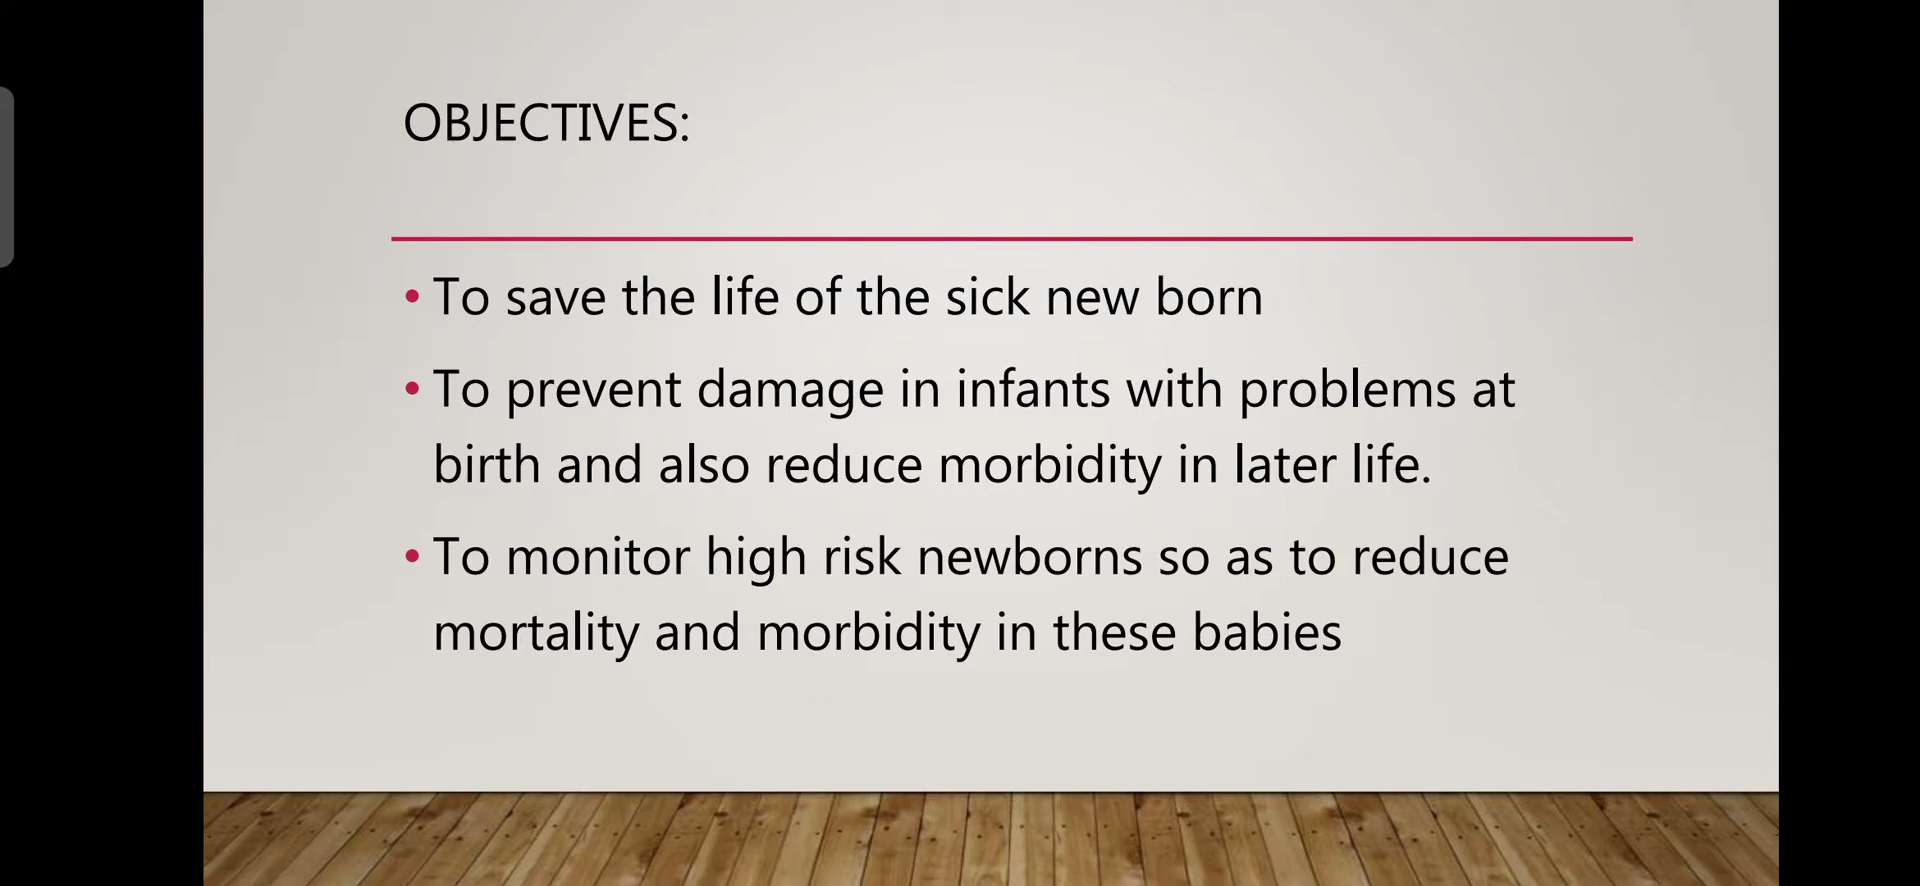 OBJECTIVES:
• To save the life of the sick new born
• To prevent damage in infants with problems at
birth and also reduce morbidity in later life.
• To monitor high risk newborns so as to reduce
mortality and morbidity in these babies